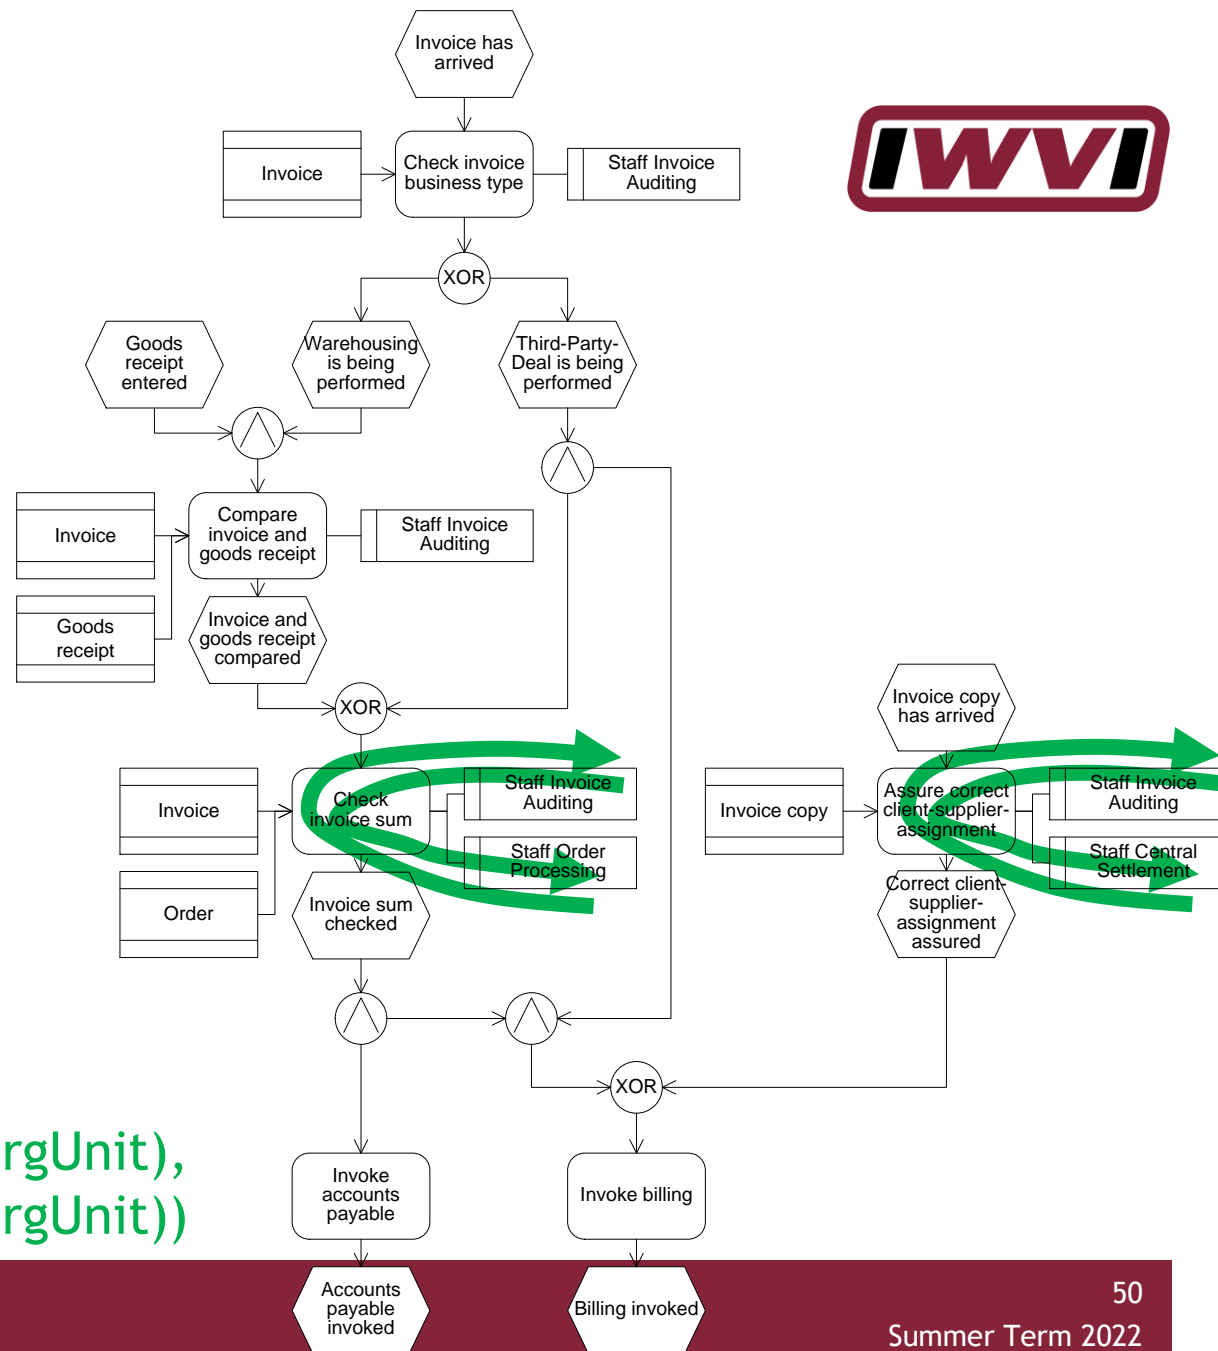 Invoice has
arrived
IWVI
Invoice
Check invoice
business type
Staff Invoice
Auditing
XOR
Goods
receipt
entered
Warehousing
is being
performed
Third-Party-
Deal is being
performed
Invoice
Compare
invoice and
goods receipt
Staff Invoice
Auditing
Goods
receipt
Invoice and
goods receipt
compared
XOR
Invoice copy
has arrived
Invoice
Check
invoice sum
Staff Invoice
Auditing
Staff Order
Processing
Invoice copy
Assure correct
client-supplier-
assignment
Staff Invoice
Auditing
Staff Central
Settlement
Order
Invoice sum
checked
Correct client-
supplier-
assignment
assured
XOR
rgUnit),
rgUnit))
Invoke
accounts
payable
Invoke billing
Accounts
payable
invoked
Billing invoked
50
Summer Term 2022